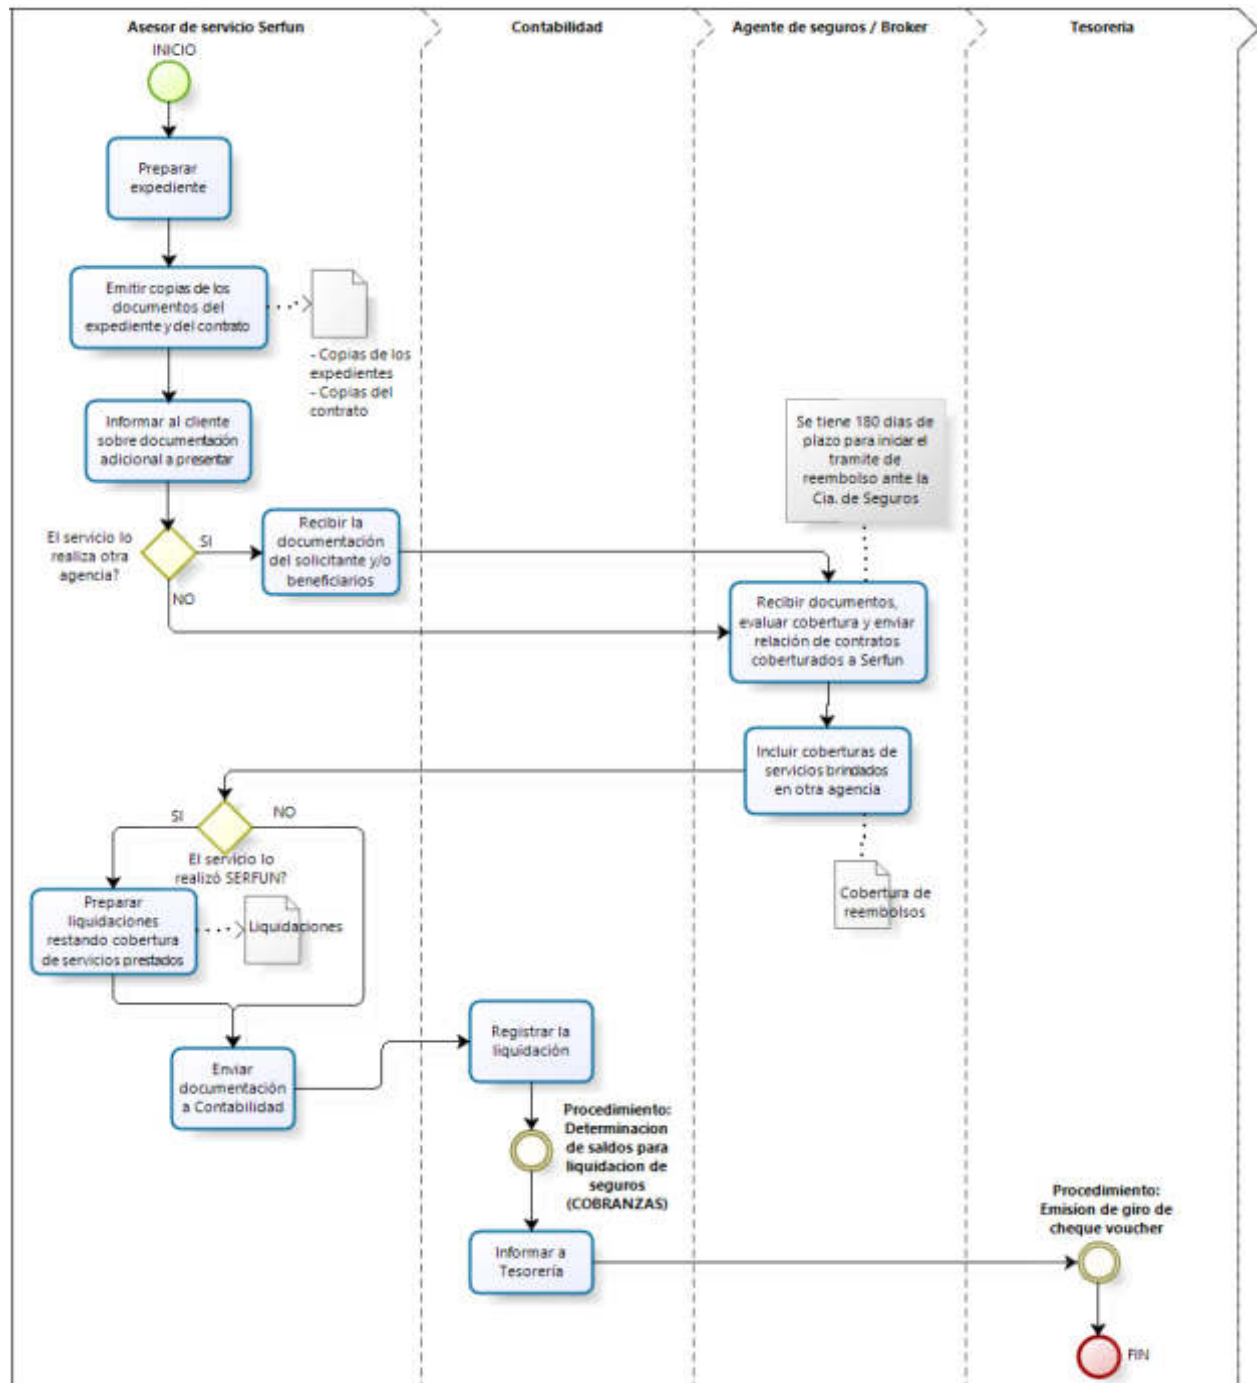 Asesor de servicio Serfun
Contabilidad
Agente de seguros / Broker
Tesoreria
INICIO
Preparar
expediente
Emitir copias de los
documentos del
expediente y del contrato
- Copias de los
expedientes
- Copias del
contrato
Informar al cliente
sobre documentación
adicional a presentar
Se tiene 180 dias de
plazo para iniciar el
tramite de
reembolso ante la
Cia. de Seguros
El servicio lo
realiza otra
agencia?
SI
NO
Recibir la
documentación
del solicitante y/o
beneficiarios
Recibir documentos,
evaluar cobertura y enviar
relación de contratos
coberturados a Serfun
Incluir coberturas de
servicios brindados
en otra agencia
Cobertura de
reembolsos
SI
NO
El servicio lo
realizó SERFUN?
Preparar
liquidaciones
restando cobertura
de servicios prestados
Liquidaciones
Enviar
documentación
a Contabilidad
Registrar la
liquidación
Procedimiento:
Determinacion
de saldos para
liquidacion de
seguros
(COBRANZAS)
Informar a
Tesorería
Procedimiento:
Emision de giro de
cheque voucher
FIN